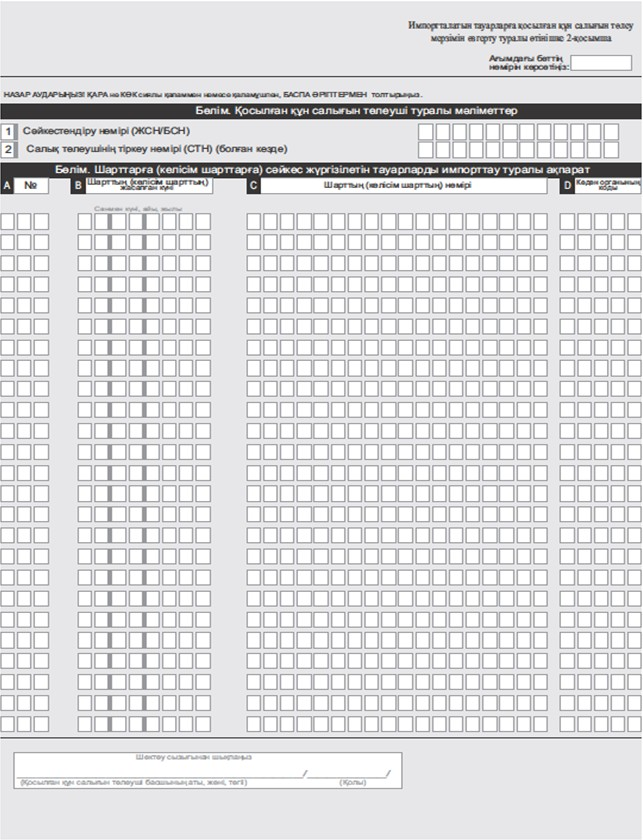 Импортталатын тауарларға қосылған құн салығын төлеу
мерзімін өзгерту туралы өтінішке 2-қосымша
Ағымдағы беттің
нөмірін көрсетіңіз:
НАЗАР АУДАРЫҢЫЗ! ҚАРА не КӨК сиялы қаламмен немесе қаламұшпен, БАСПА ӘРІПТЕРМЕН толтырыңыз.
Бөлім. Қосылған құн салығын төлеуші туралы мәліметтер
1 Сәйкестендіру нөмірі (ЖСН/БСН)
2 Салық төлеушінің тіркеу нөмірі (СТН) (болған кезде)
Бөлім. Шарттарға (келісім шарттарға) сәйкес жүргізілетін тауарларды импорттау туралы ақпарат
A №
B Шарттың (келісім шарттың)
жасалған күні
C Шарттың (келісім шарттың) нөмірі
D Кеден органының
коды
күні, айы, жылы
Шектеу сызығынан шықпаңыз
/ /
(Қосылған құн салығын төлеуші басшының аты, жөні, тегі) (Қолы)